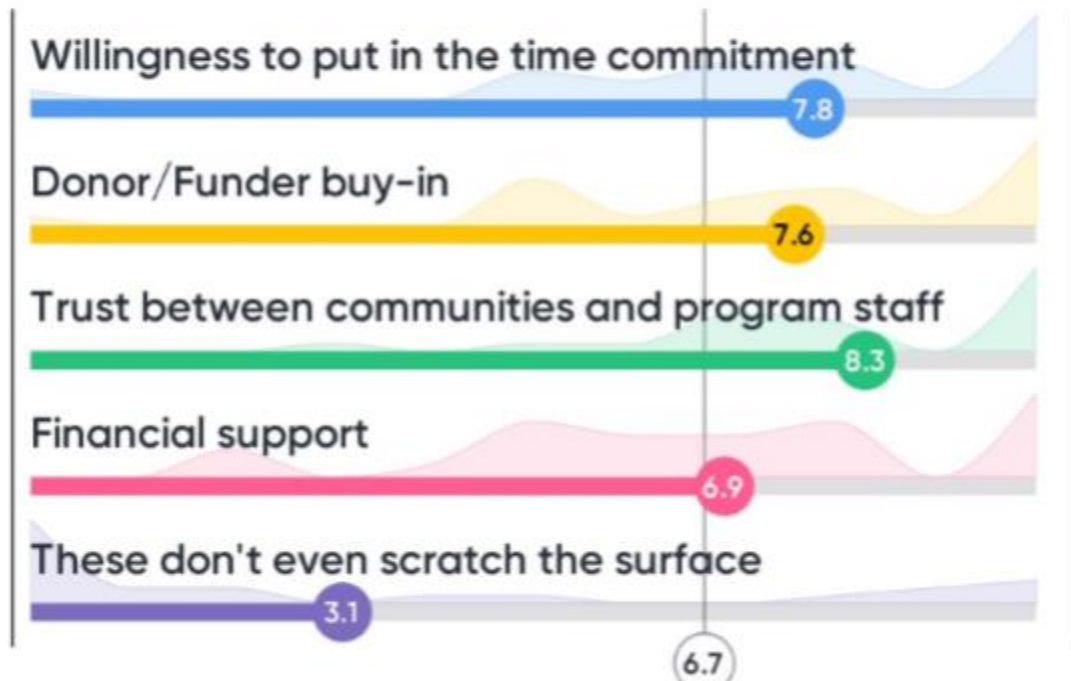 Willingness to put in the time commitment
7.8
Donor/Funder buy-in
7.6
Trust between communities and program staff
8.3
Financial support
6.9
These don't even scratch the surface
3.1
6.7